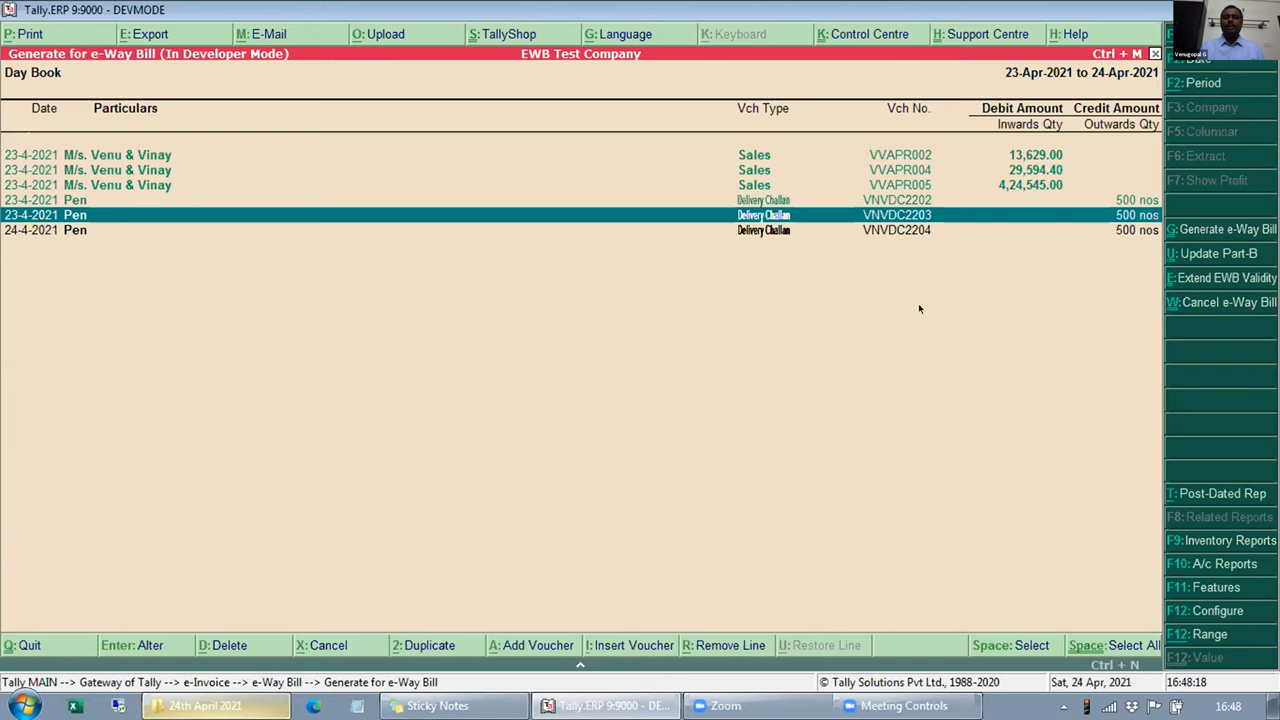 Tally.ERP 9:9000 - DEVMODE
P: Print E: Export M: E-Mail O: Upload S: TallyShop G: Language K: Keyboard K: Control Centre H: Support Centre H: Help
Venugopal G
Generate for e-Way Bill (In Developer Mode) EWB Test Company Ctrl + M
Day Book 23-Apr-2021 to 24-Apr-2021
Date Particulars Vch Type Vch No. Debit Amount Credit Amount
Inwards Qty Outwards Qty
23-4-2021 M/s. Venu & Vinay Sales VVAPR002 13,629.00
23-4-2021 M/s. Venu & Vinay Sales VVAPR004 29,594.40
23-4-2021 M/s. Venu & Vinay Sales VVAPR005 4,24,545.00
23-4-2021 Pen Delivery Challan VNVDC2202 500 nos
23-4-2021 Pen Delivery Challan VNVDC2203 500 nos
24-4-2021 Pen Delivery Challan VNVDC2204 500 nos
F2: Period
F3: Company
F5: Columnar
F6: Extract
F7: Show Profit
G: Generate e-Way Bill
U: Update Part-B
E: Extend EWB Validity
W: Cancel e-Way Bill
T: Post-Dated Rep
F8: Related Reports
F9: Inventory Reports
F10: A/c Reports
F11: Features
F12: Configure
F12: Range
F12: Value
Q: Quit Enter: Alter D: Delete X: Cancel 2: Duplicate A: Add Voucher I: Insert Voucher R: Remove Line U: Restore Line Space: Select Space: Select All
Ctrl + N
Tally MAIN --> Gateway of Tally --> e-Invoice --> e-Way Bill --> Generate for e-Way Bill © Tally Solutions Pvt Ltd., 1988-2020 Sat, 24 Apr, 2021 16:48:18
24th April 2021 Sticky Notes Tally.ERP 9:9000 - DE... Zoom Meeting Controls 16:48